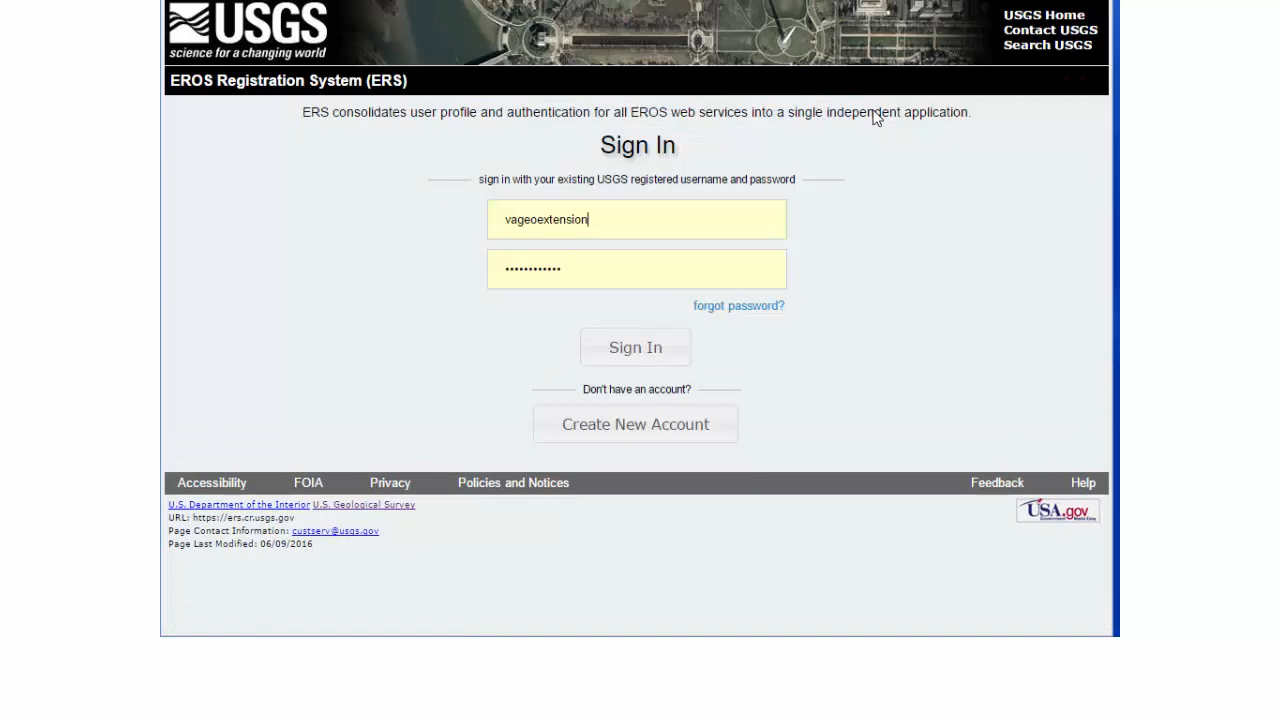 USGS
science for a changing world
USGS Home
Contact USGS
Search USGS
EROS Registration System (ERS)
ERS consolidates user profile and authentication for all EROS web services into a single independent application.
Sign In
sign in with your existing USGS registered username and password
vageoextension
••••••••••••
forgot password?
Sign In
Don't have an account?
Create New Account
Accessibility FOIA Privacy Policies and Notices Feedback Help
U.S. Department of the Interior U.S. Geological Survey
URL: https://ers.cr.usgs.gov
Page Contact Information: custserv@usgs.gov
Page Last Modified: 06/09/2016
USA.gov